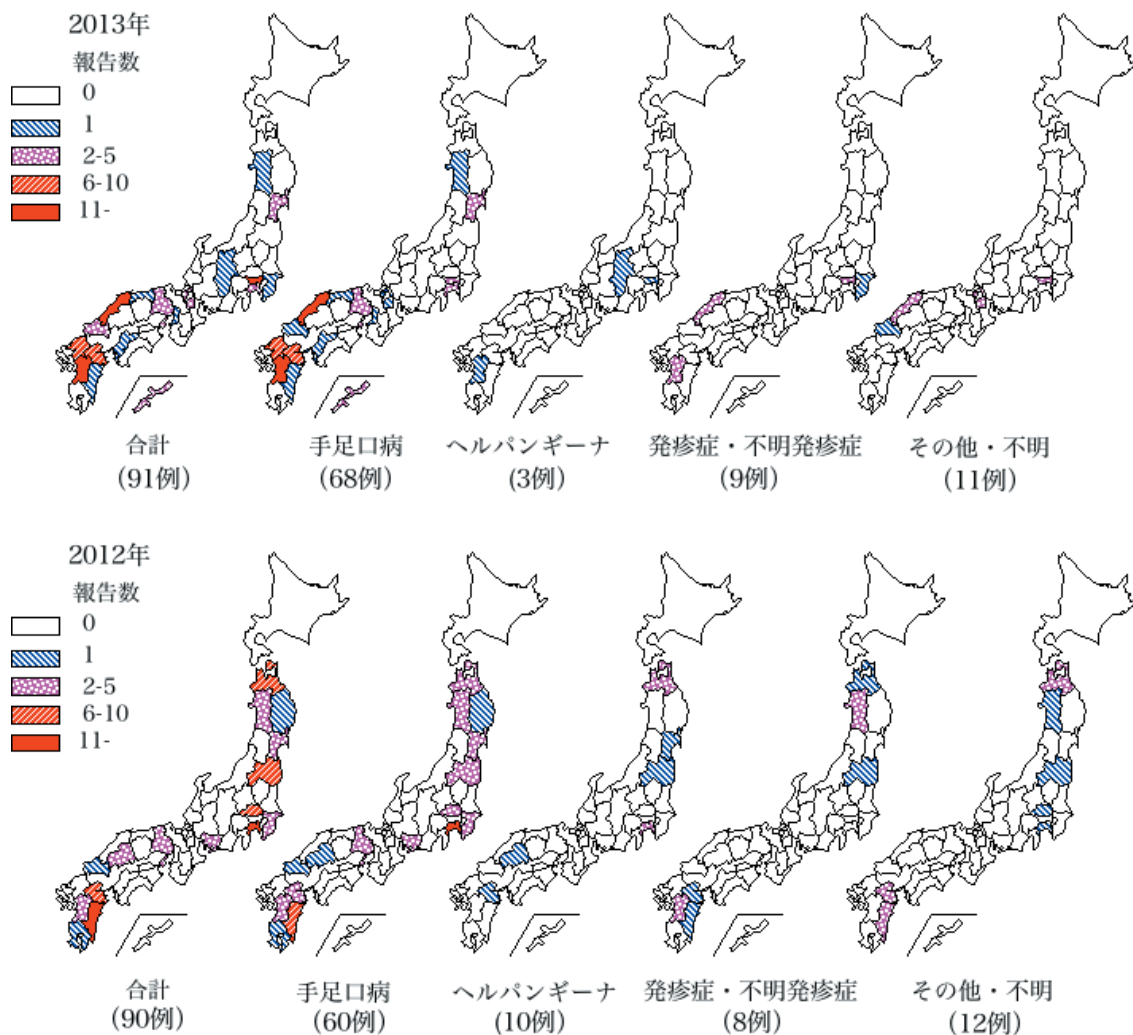 2013年
報告数
0
1
2-5
6-10
11-
合計
(91例)
手足口病
(68例)
ヘルパンギーナ
(3例)
発疹症・不明発疹症
(9例)
その他・不明
(11例)
2012年
報告数
0
1
2-5
6-10
11-
合計
(90例)
手足口病
(60例)
ヘルパンギーナ
(10例)
発疹症・不明発疹症
(8例)
その他・不明
(12例)